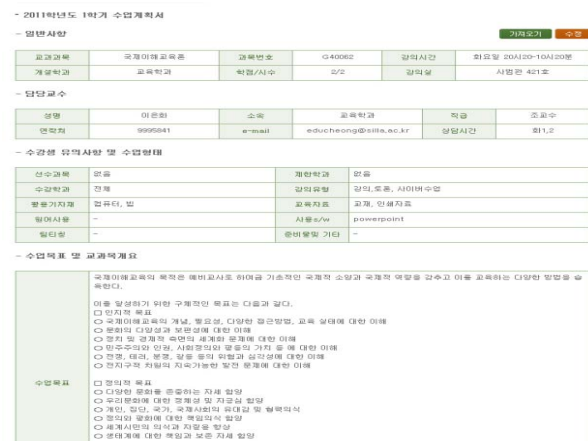 - 2011학년도 1학기 수업계획서
- 일반사항
가져오기 수정
교과과목 국제이해교육론 과목번호 G40062 강의시간 화요일 20시20-10시20분
개설학과 교육학과 학점/시수 2/2 강의실 사범관 421호
- 담당교수
성명 이은화 소속 교육학과 직급 조교수
연락처 9995841 e-mail educheong@silla.ac.kr 상담시간 화1,2
- 수강생 유의사항 및 수업형태
선수과목 없음 제한학과 없음
수강학과 전체 강의유형 강의,토론, 사이버수업
활용기자재 컴퓨터, 빔 교육자료 교재, 인쇄자료
- 사용s/w powerpoint
팀티칭 - 준비물및 기타 -
- 수업목표 및 교과목개요
수업목표
국제이해교육의 목적은 예비교사로 하여금 기초적인 국제적 소양과 국제적 역량을 갖추고 이를 교육하는 다양한 방법을 습
득한다.
이를 달성하기 위한 구체적인 목표는 다음과 같다.
□ 인지적 목표
○ 국제이해교육의 개념, 필요성, 다양한 접근방법, 교육 실태에 대한 이해
○ 문화의 다양성과 보편성에 대한 이해
○ 정치 및 경제적 측면의 세계화 문제에 대한 이해
○ 민주주의와 인권, 사회정의와 평등의 가치 등 에 대한 이해
○ 전쟁, 테러, 분쟁, 갈등 등의 위험과 심각성에 대한 이해
○ 전지구적 차원의 지속가능한 발전 문제에 대한 이해
□ 정의적 목표
○ 다양한 문화를 존중하는 자세 함양
○ 우리문화에 대한 정체성 및 자긍심 함양
○ 개인, 집단, 국가, 국제사회의 유대감 및 협력의식
○ 정의와 평화에 대한 책임의식 함양
○ 세계시민의 의식과 자질을 향상
○ 생태계에 대한 책임과 보존 자세 함양